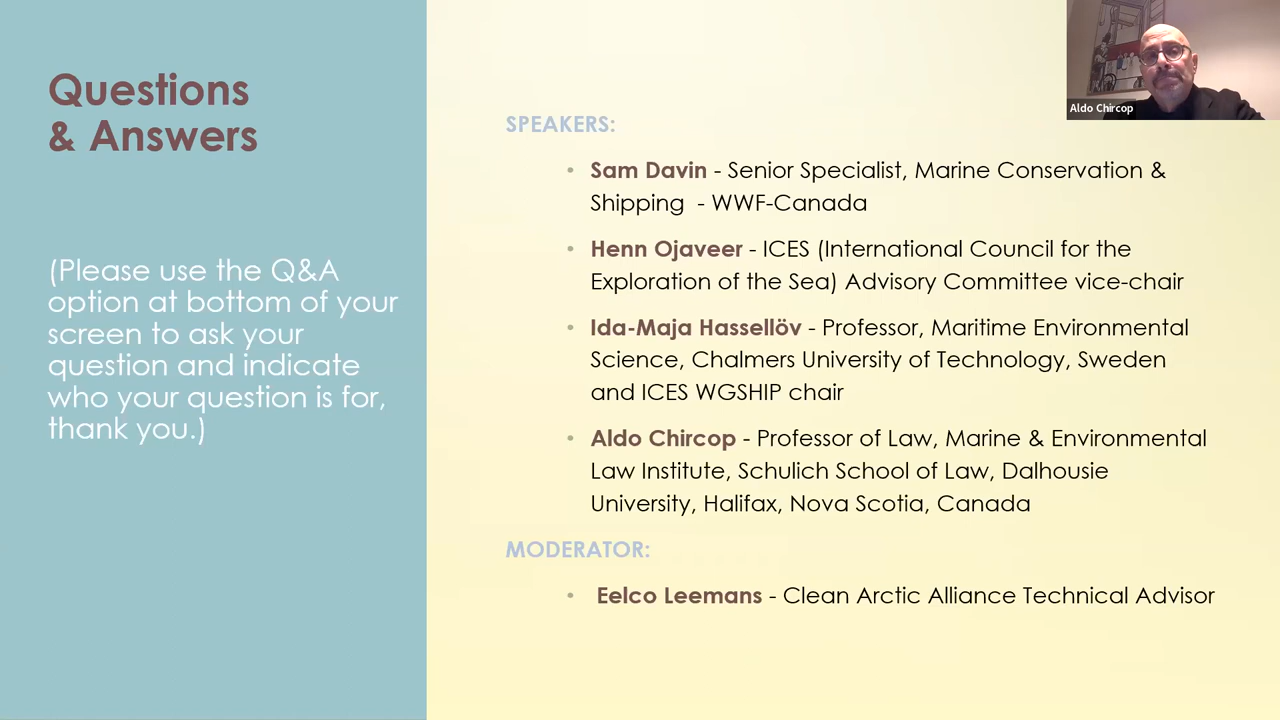 Questions
& Answers
(Please use the Q&A
option at bottom of your
screen to ask your
question and indicate
who your question is for,
thank you.)
SPEAKERS:
• Sam Davin - Senior Specialist, Marine Conservation &
Shipping - WWF-Canada
• Henn Ojaveer - ICES (International Council for the
Exploration of the Sea) Advisory Committee vice-chair
• Ida-Maja Hassellöv - Professor, Maritime Environmental
Science, Chalmers University of Technology, Sweden
and ICES WGSHIP chair
• Aldo Chircop - Professor of Law, Marine & Environmental
Law Institute, Schulich School of Law, Dalhousie
University, Halifax, Nova Scotia, Canada
MODERATOR:
• Eelco Leemans - Clean Arctic Alliance Technical Advisor
Aldo Chircop